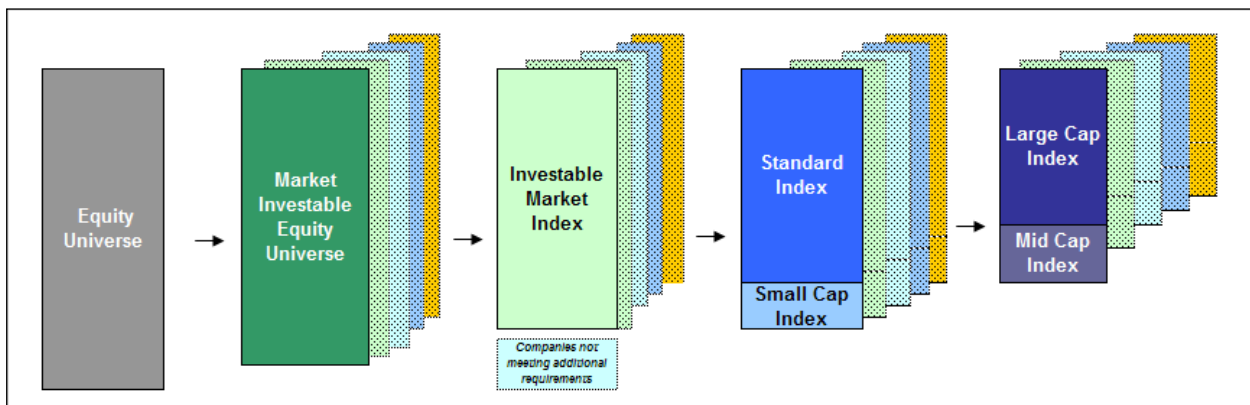 Equity
Universe
Market
Investable
Equity
Universe
Investable
Market
Index
Companies not
meeting additional
requirements
Standard
Index
Small Cap
Index
Large Cap
Index
Mid Cap
Index